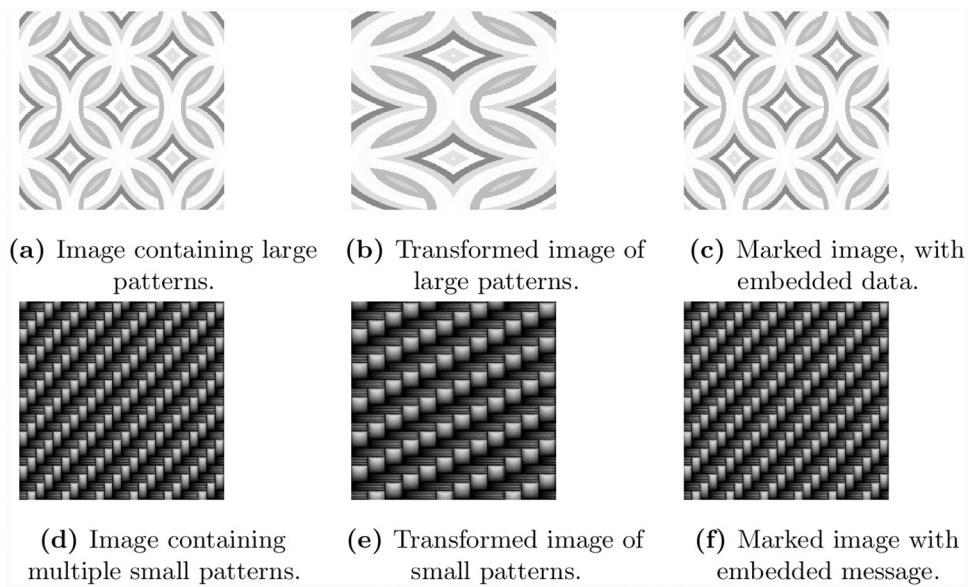 (a) Image containing large
patterns.
(b) Transformed image of
large patterns.
(c) Marked image, with
embedded data.
(d) Image containing
multiple small patterns.
(e) Transformed image of
small patterns.
(f) Marked image with
embedded message.